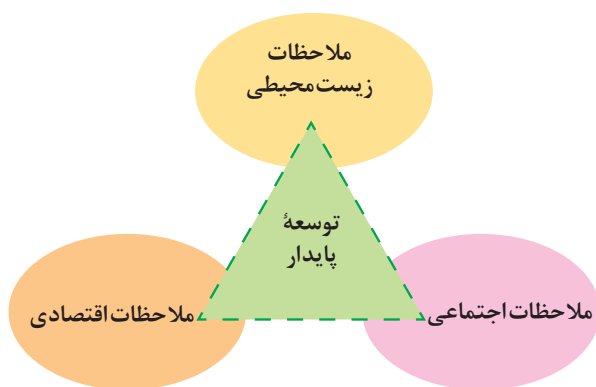 ملاحظات
زیست‌محیطی
توسعهٔ
پایدار
ملاحظات اجتماعی
ملاحظات اقتصادی